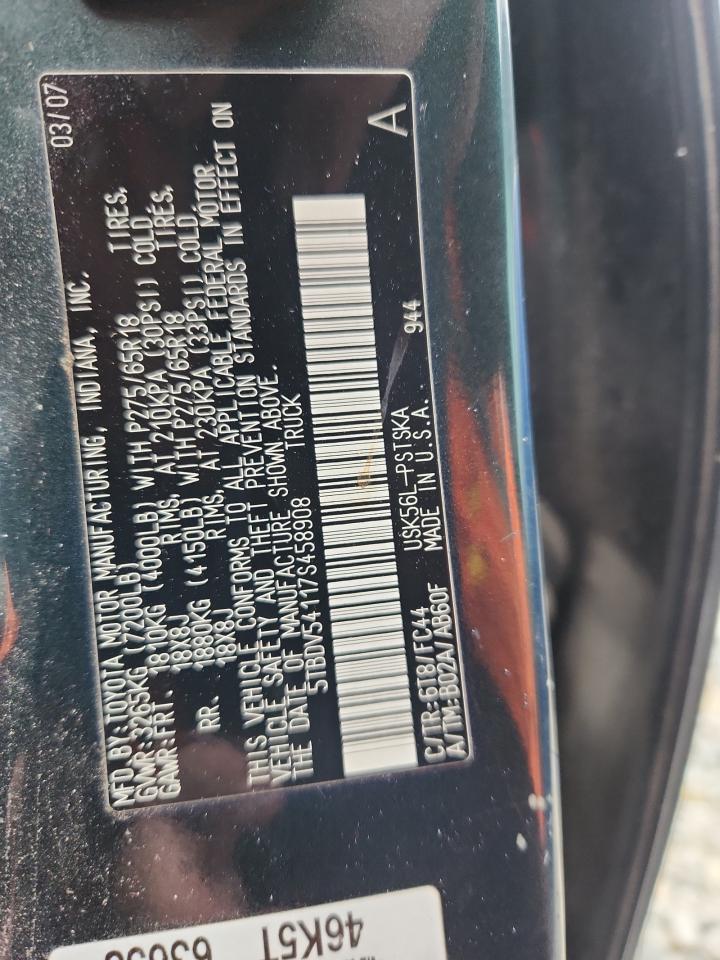 MFD.BY:TOYOTA MOTOR MANUFACTURING, INDIANA, INC. 03/07
GVWR:3265KG (7200LB)
GAWR:FRT. 1810KG (4000LB) WITH P275/65R18 TIRES,
18X8J RIMS, AT 210KPA (30PSI) COLD
RR. 1880KG (4150LB) WITH P275/65R18 TIRES,
18X8J RIMS, AT 230KPA (33PSI) COLD
THIS VEHICLE CONFORMS TO ALL APPLICABLE FEDERAL MOTOR
VEHICLE SAFETY AND THEFT PREVENTION STANDARDS IN EFFECT ON
THE DATE OF MANUFACTURE SHOWN ABOVE.
5TBDV54117S458908 TRUCK
C/TR:6T8/FC44 USK56L-PSTSKA 944
A/TM:B02A/AB60F MADE IN U.S.A. A
46K5T